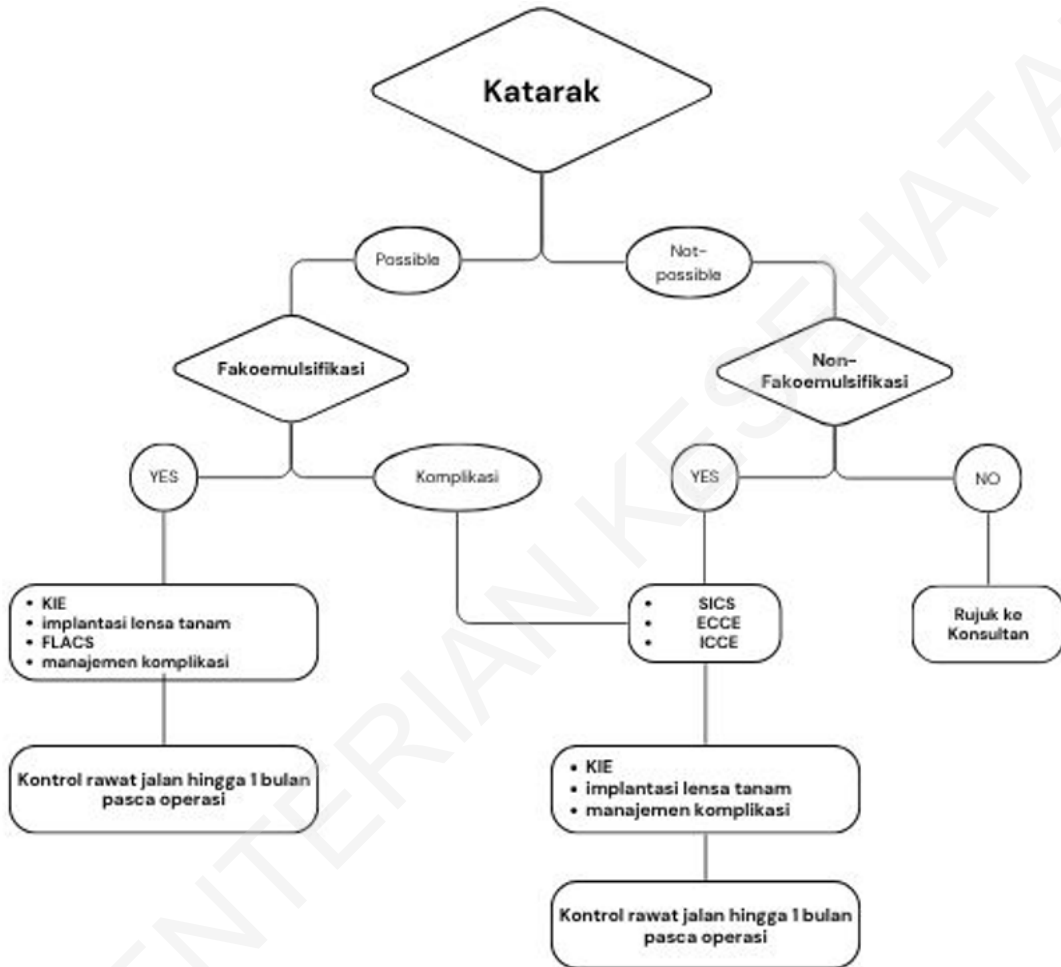 Katarak
Possible
Not-
possible
Fakoemulsifikasi
Non-
Fakoemulsifikasi
YES
Komplikasi
YES
NO
• KIE
• implantasi lensa tanam
• FLACS
• manajemen komplikasi
• SICS
• ECCE
• ICCE
Rujuk ke
Konsultan
Kontrol rawat jalan hingga 1 bulan
pasca operasi
• KIE
• implantasi lensa tanam
• manajemen komplikasi
Kontrol rawat jalan hingga 1 bulan
pasca operasi